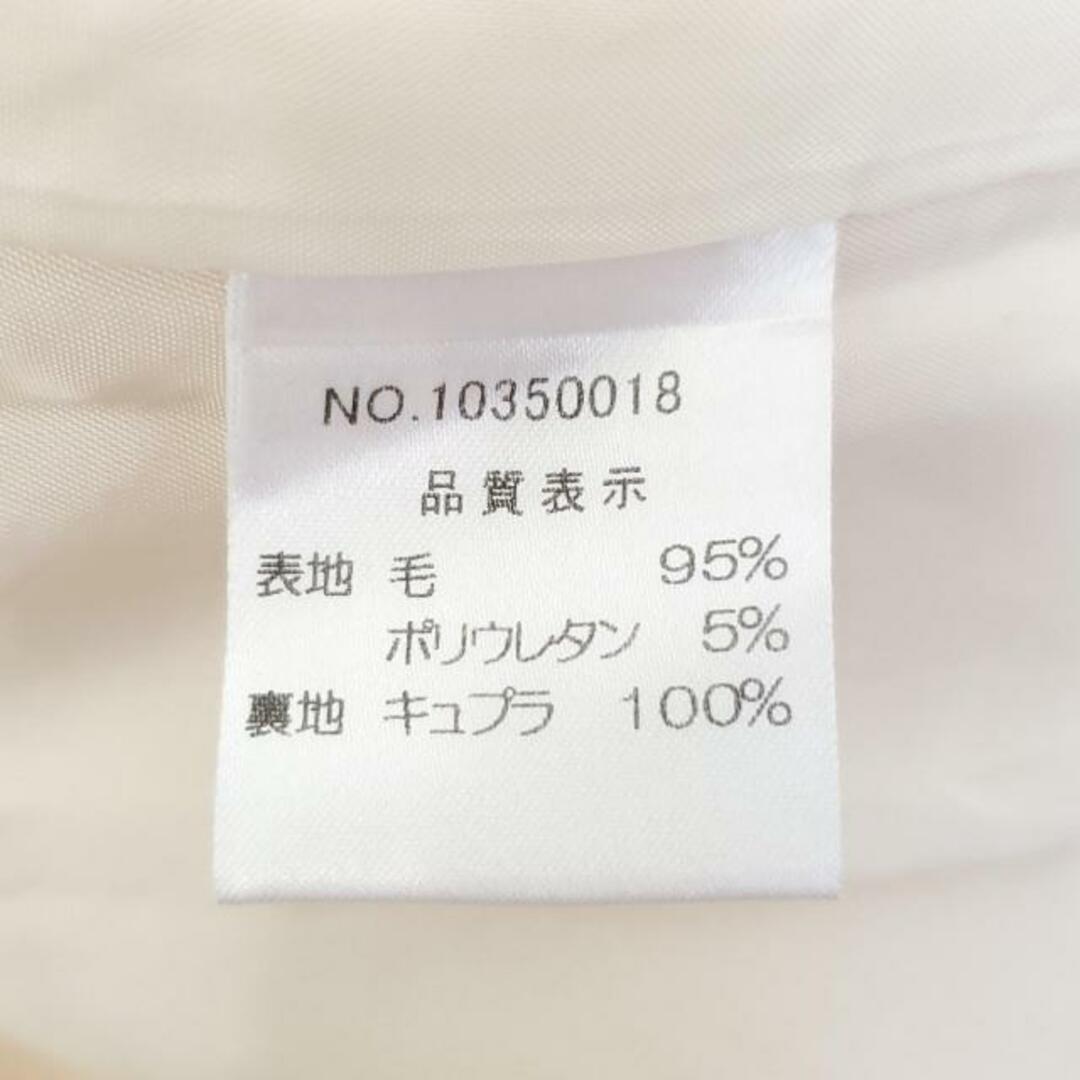 NO.10350018
品質表示
表地 毛 95%
ポリウレタン 5%
裏地 キュプラ 100%